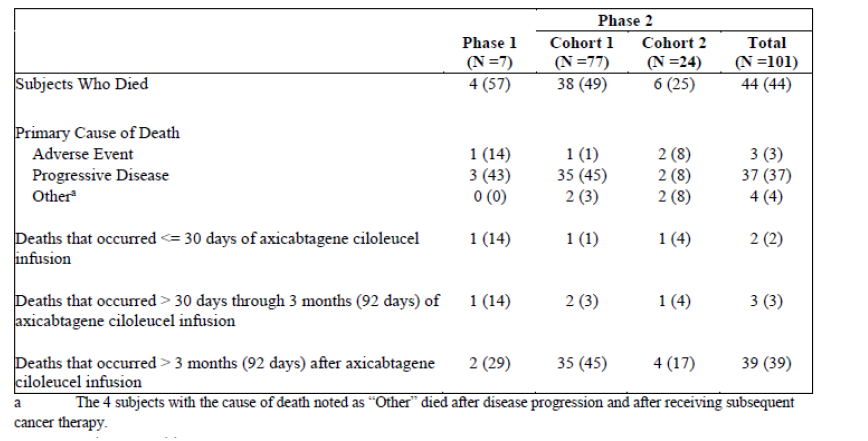 Phase 2
Phase 1 Cohort 1 Cohort 2 Total
(N =7) (N =77) (N =24) (N =101)
Subjects Who Died 4 (57) 38 (49) 6 (25) 44 (44)
Primary Cause of Death
Adverse Event 1 (14) 1 (1) 2 (8) 3 (3)
Progressive Disease 3 (43) 35 (45) 2 (8) 37 (37)
Otherª 0 (0) 2 (3) 2 (8) 4 (4)
Deaths that occurred <= 30 days of axicabtagene ciloleucel 1 (14) 1 (1) 1 (4) 2 (2)
infusion
Deaths that occurred > 30 days through 3 months (92 days) of 1 (14) 2 (3) 1 (4) 3 (3)
axicabtagene ciloleucel infusion
Deaths that occurred > 3 months (92 days) after axicabtagene 2 (29) 35 (45) 4 (17) 39 (39)
ciloleucel infusion
a The 4 subjects with the cause of death noted as “Other” died after disease progression and after receiving subsequent
cancer therapy.